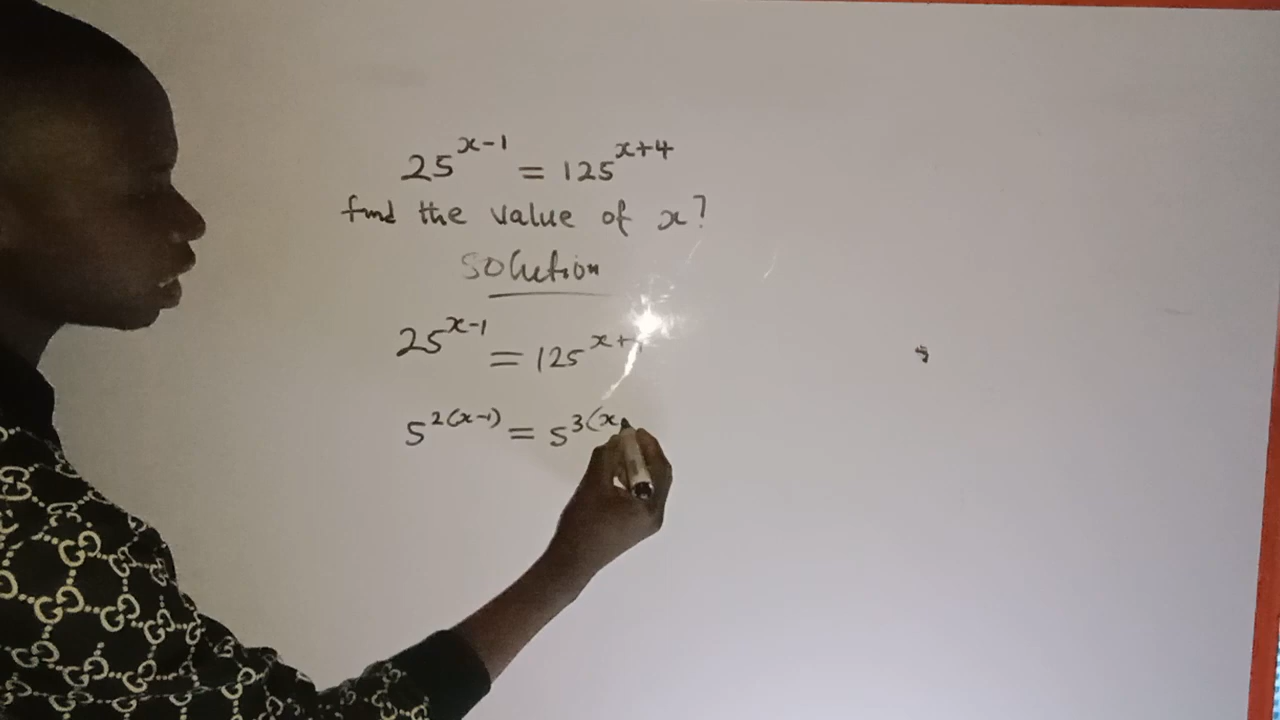 25^{x-1} = 125^{x+4}
find the value of x?
solution
25^{x-1} = 125^{x+
5^{2(x-1)} = 5^{3(x